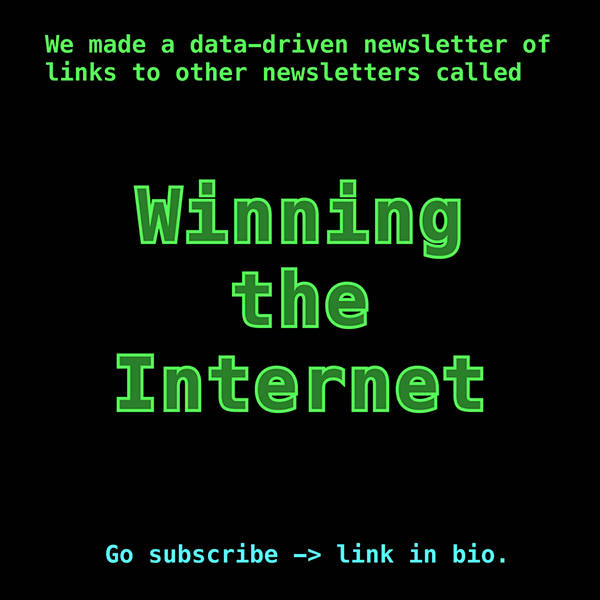 We made a data-driven newsletter of
links to other newsletters called
Winning
the
Internet
Go subscribe -> link in bio.